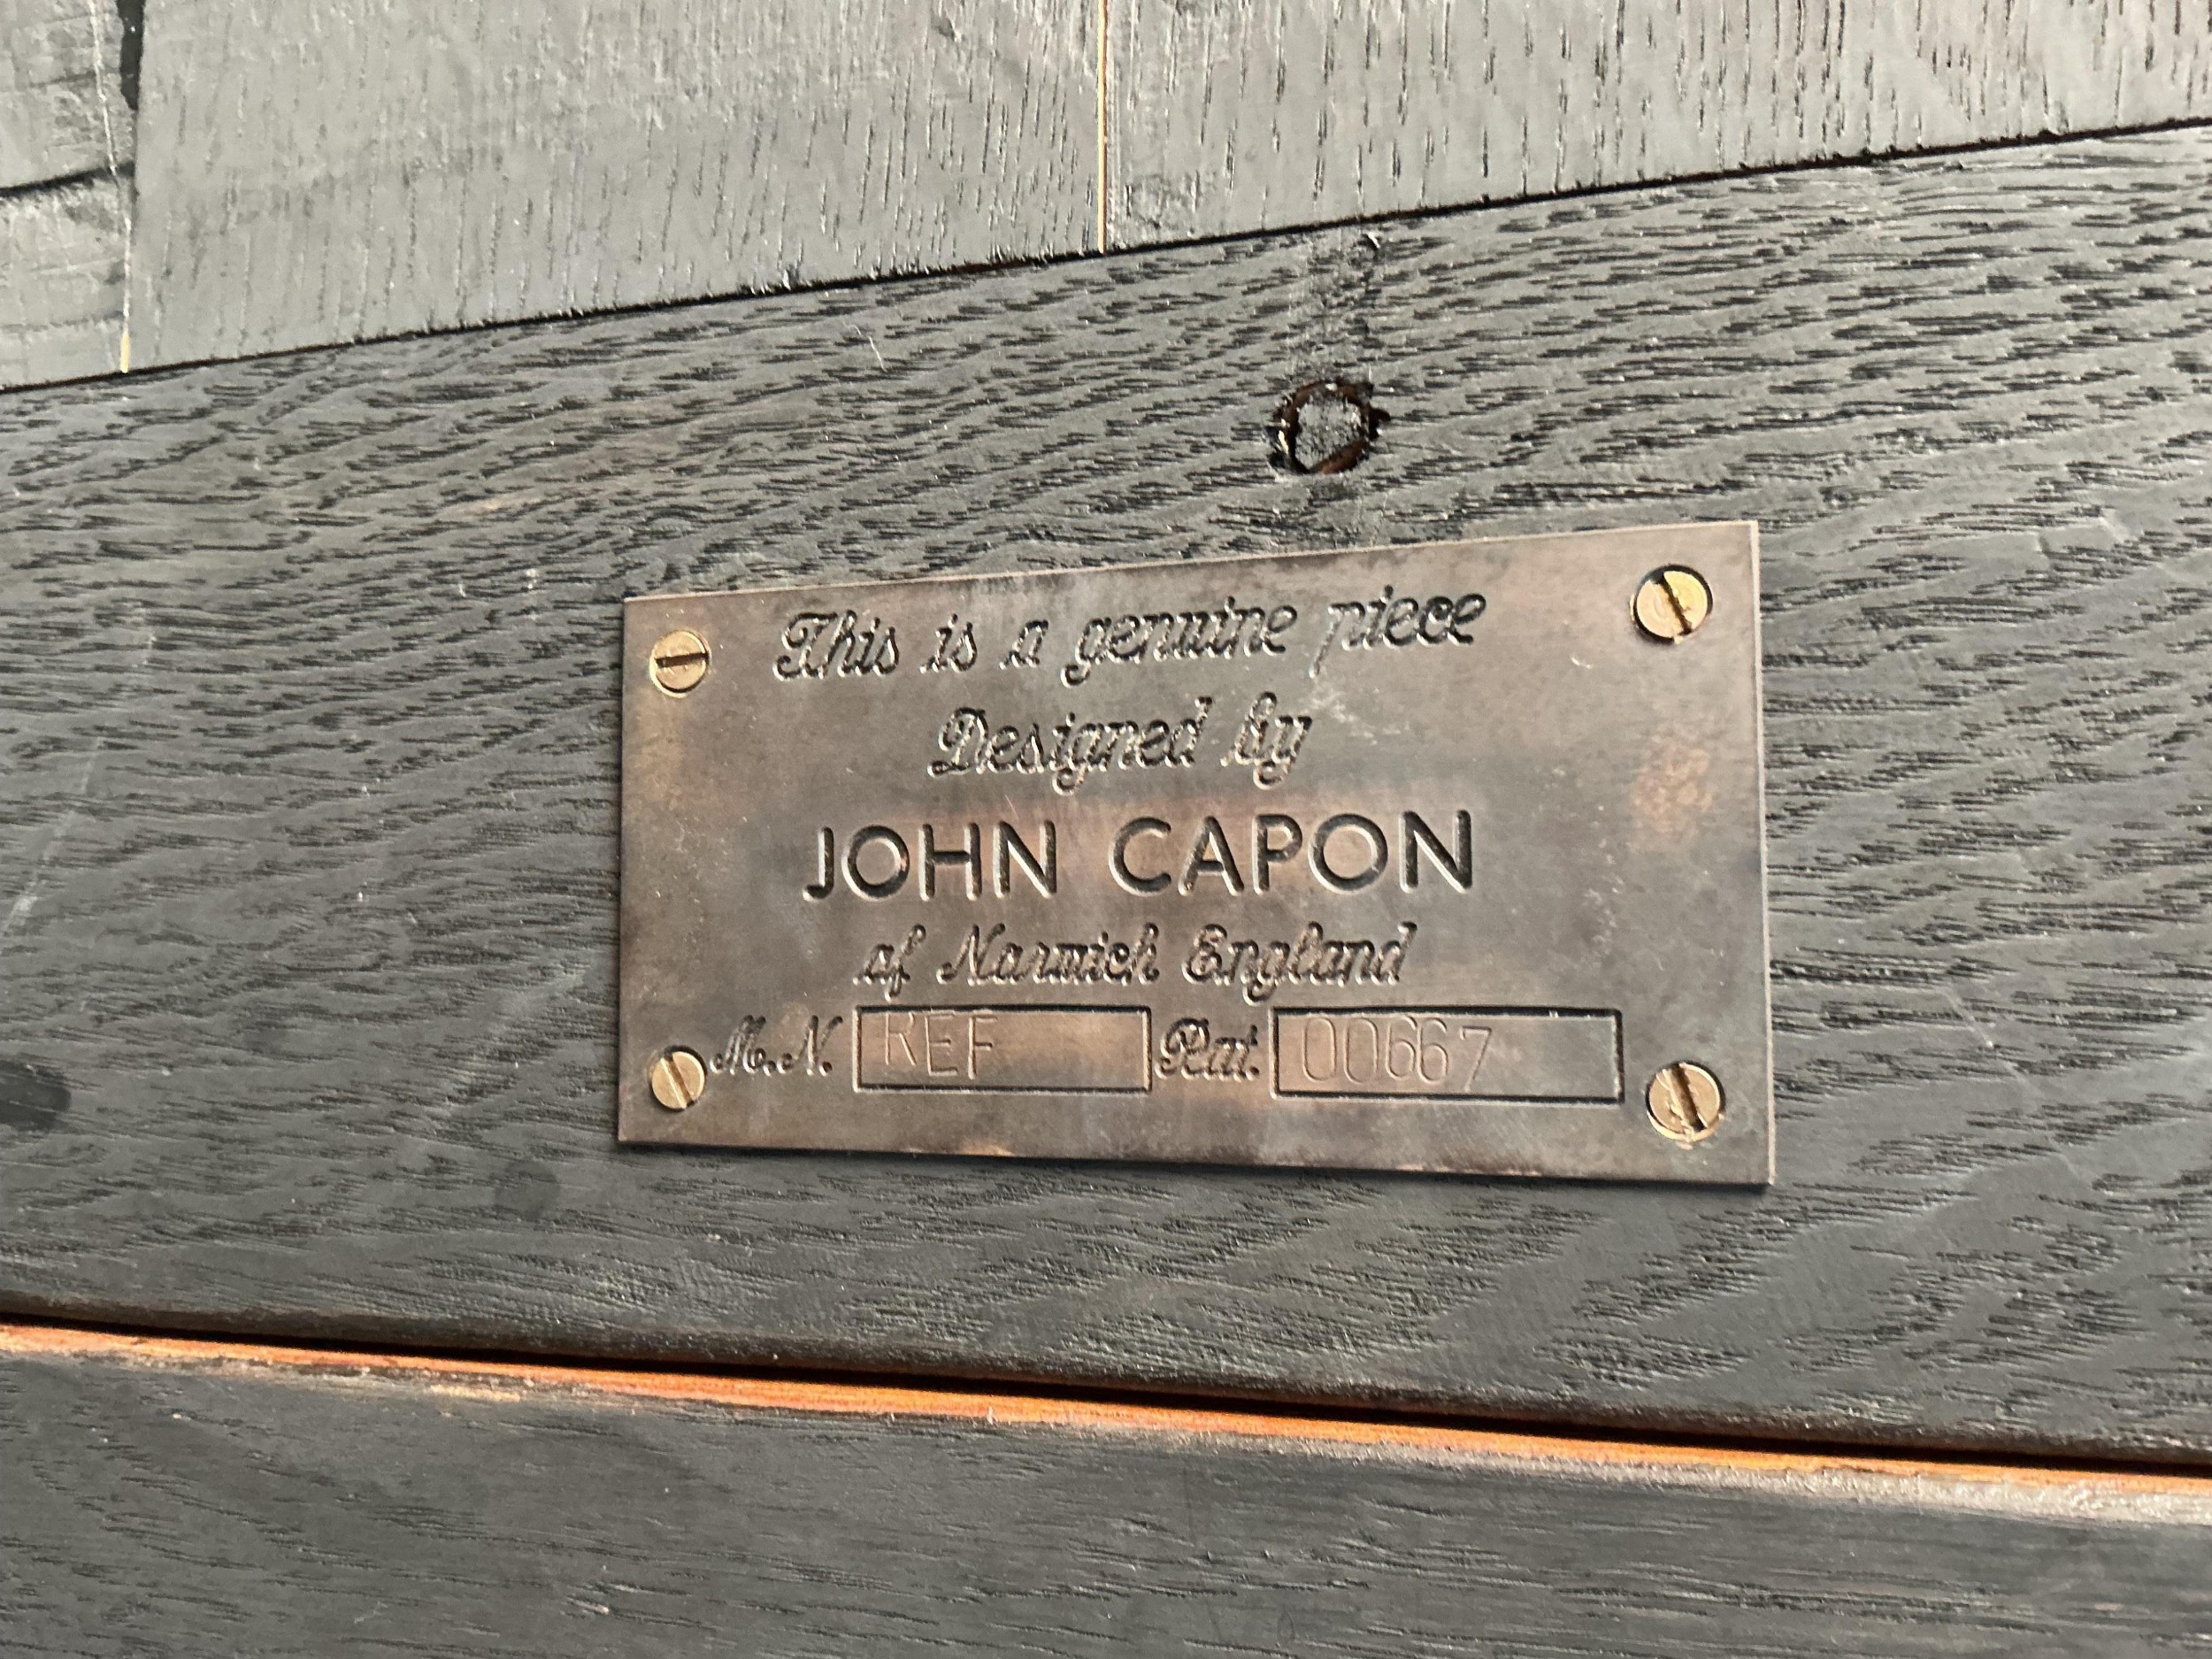 This is a genuine piece
Designed by
JOHN CAPON
of Norwich England
M.N. REF Pat. 00667